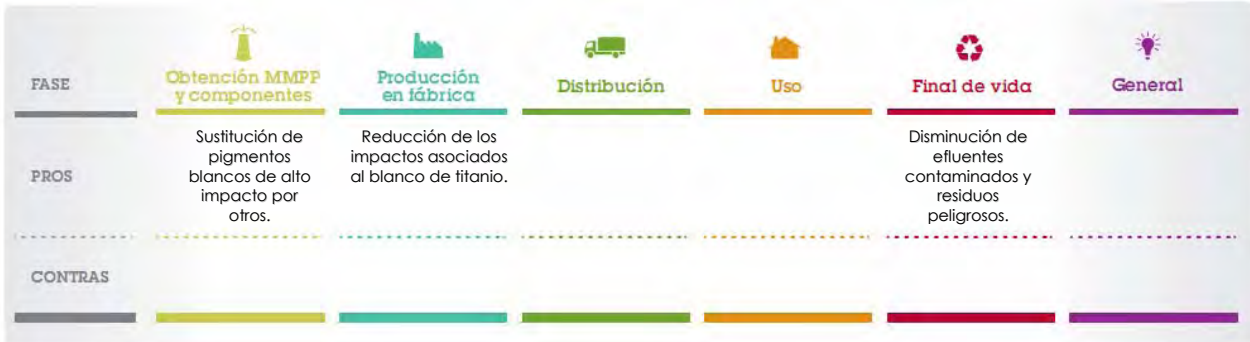 FASE
Obtención MMPP
y componentes
Producción
en fábrica
Distribución
Uso
Final de vida
General
PROS
Sustitución de
pigmentos
blancos de alto
impacto por
otros.
Reducción de los
impactos asociados
al blanco de titanio.
Disminución de
efluentes
contaminados y
residuos
peligrosos.
CONTRAS